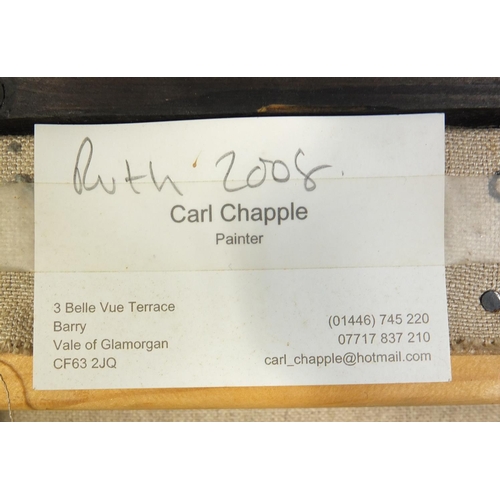 Ruth 2008.
Carl Chapple
Painter
3 Belle Vue Terrace
Barry
Vale of Glamorgan
CF63 2JQ
(01446) 745 220
07717 837 210
carl_chapple@hotmail.com